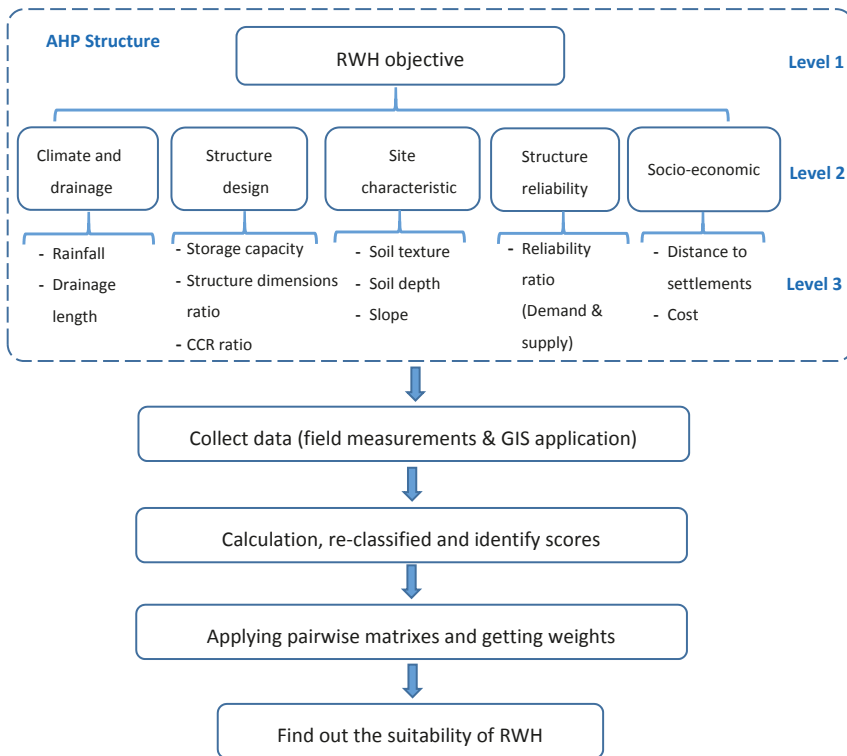 AHP Structure
RWH objective
Level 1
Climate and
drainage
Structure
design
Site
characteristic
Structure
reliability
Socio-economic
Level 2
- Rainfall
- Drainage
length
- Storage capacity
- Structure dimensions
ratio
- CCR ratio
- Soil texture
- Soil depth
- Slope
- Reliability
ratio
(Demand &
supply)
- Distance to
settlements
- Cost
Level 3
Collect data (field measurements & GIS application)
Calculation, re-classified and identify scores
Applying pairwise matrixes and getting weights
Find out the suitability of RWH